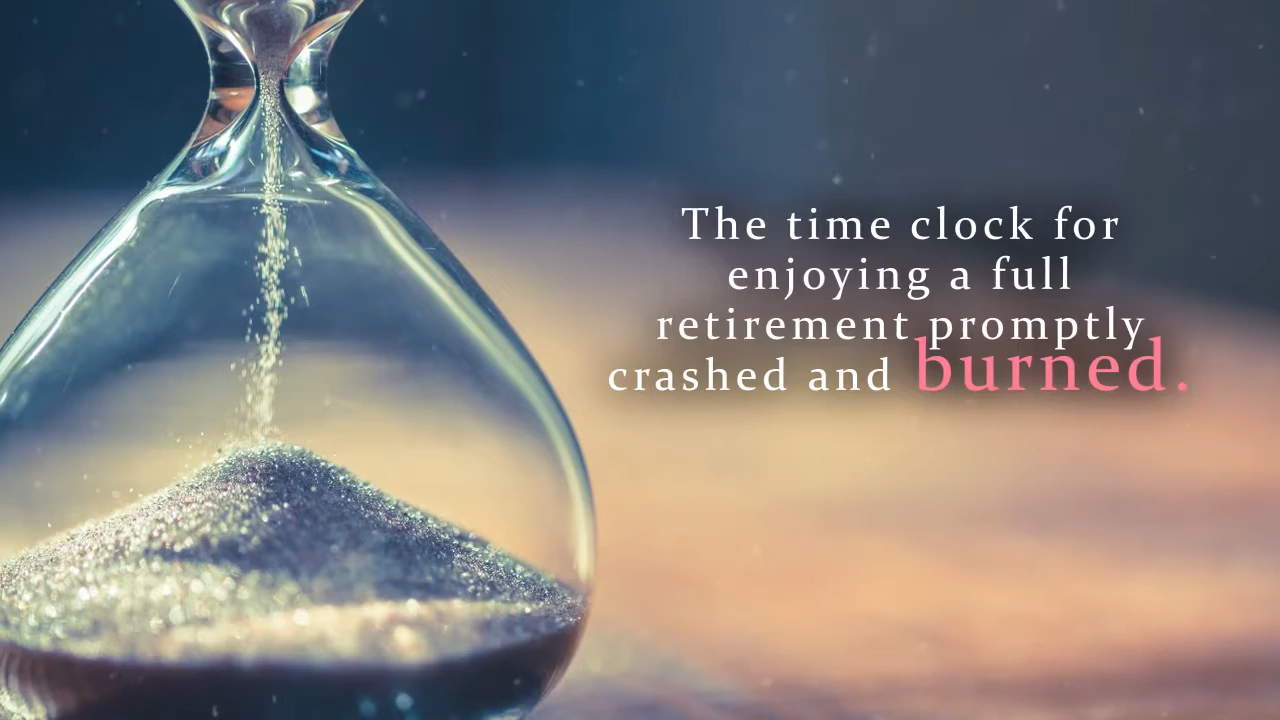 The time clock for
enjoying a full
retirement promptly
crashed and burned.